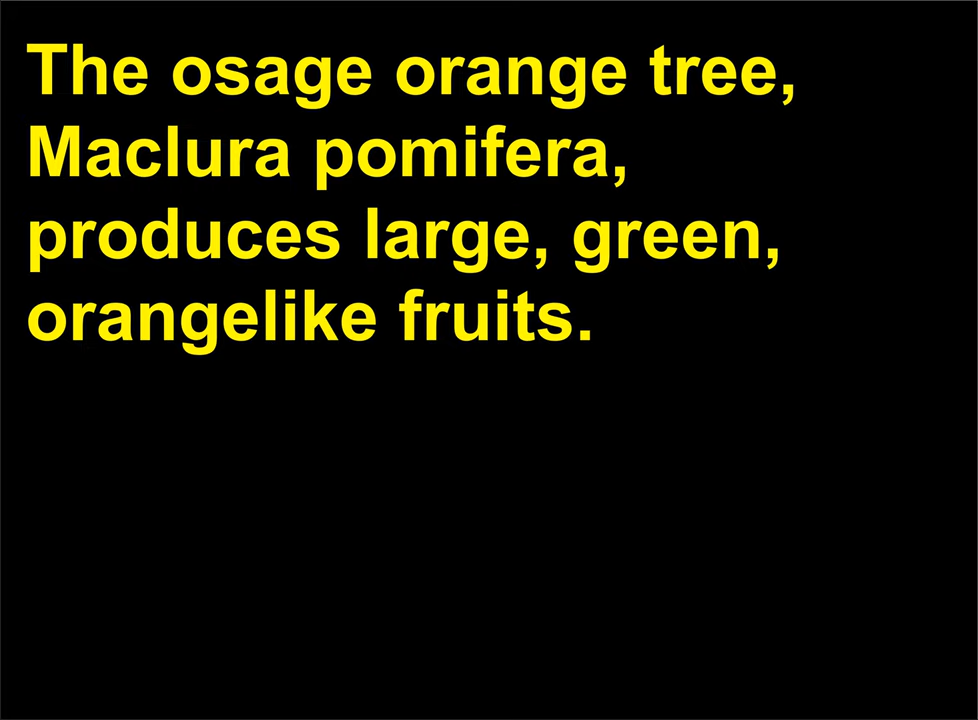 The osage orange tree,
Maclura pomifera,
produces large, green,
orangelike fruits.